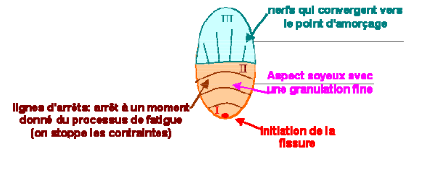 nerfs qui convergent vers
le point d'amorçage
III
II
Aspect soyeux avec
une granulation fine
lignes d'arrêts: arrêt à un moment
donné du processus de fatigue
(on stoppe les contraintes)
I
Initiation de la
fissure